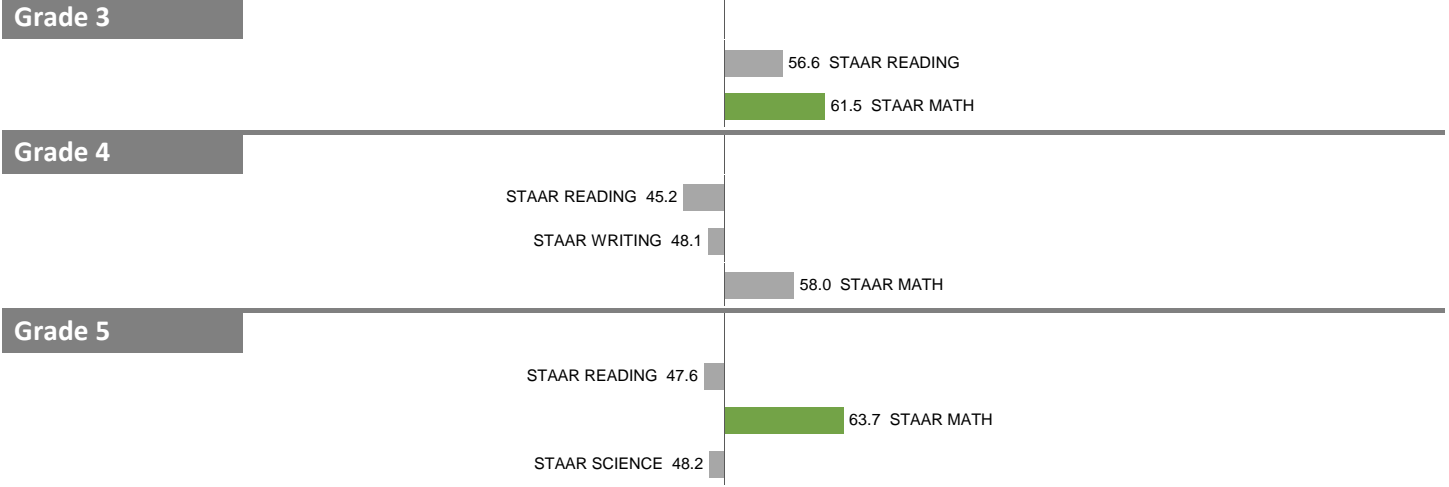 Grade 3
56.6 STAAR READING
61.5 STAAR MATH
Grade 4
STAAR READING 45.2
STAAR WRITING 48.1
58.0 STAAR MATH
Grade 5
STAAR READING 47.6
63.7 STAAR MATH
STAAR SCIENCE 48.2